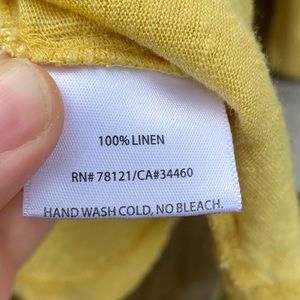 100% LINEN
RN# 78121/CA#34460
HAND WASH COLD, NO BLEACH.